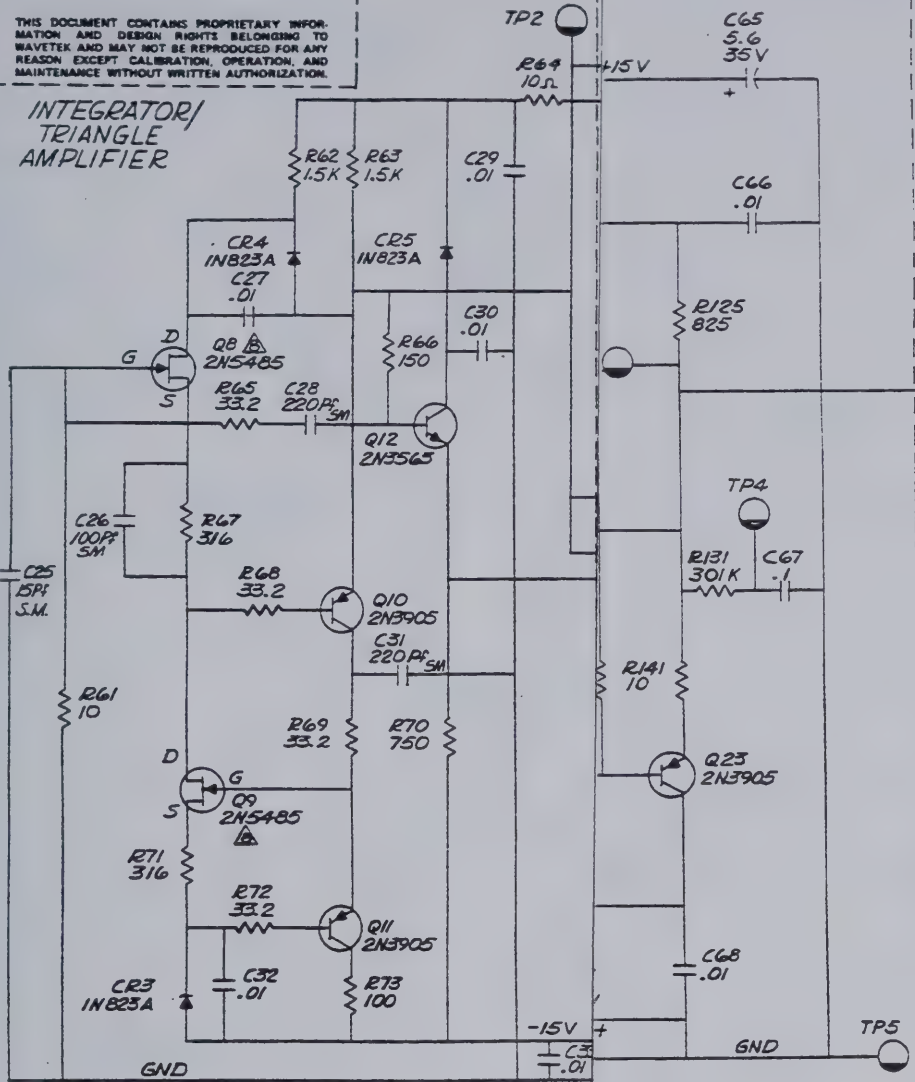 THIS DOCUMENT CONTAINS PROPRIETARY INFOR-
MATION AND DESIGN RIGHTS BELONGING TO
WAVETEK AND MAY NOT BE REPRODUCED FOR ANY
REASON EXCEPT CALIBRATION, OPERATION, AND
MAINTENANCE WITHOUT WRITTEN AUTHORIZATION.
INTEGRATOR/
TRIANGLE
AMPLIFIER
TP2
R64
10Ω
+15V
C65
5.6
35V
+
R62
1.5K
R63
1.5K
C29
.01
C66
.01
CR4
1N823A
C27
.01
CR5
1N823A
C30
.01
R125
825
D
G
S
Q8 B
2N5485
R66
150
R65
33.2
C28
220Pf
SM
Q12
2N3563
TP4
C26
100Pf
SM
R67
316
R131
301K
C67
.1
C25
15Pf
S.M.
R68
33.2
Q10
2N3905
C31
220Pf
SM
R61
10
R141
10
R69
33.2
R70
750
D
G
S
Q9
2N5485
B
Q23
2N3905
R71
316
R72
33.2
Q11
2N3905
CR3
1N823A
C32
.01
R73
100
C68
.01
-15V
+
C3
.01
GND
GND
TP5